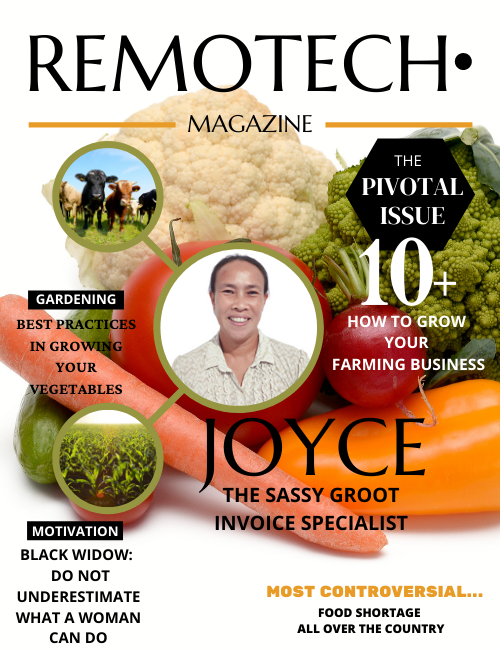 REMOTECH•
MAGAZINE
THE
PIVOTAL
ISSUE
10+
HOW TO GROW
YOUR
FARMING BUSINESS
GARDENING
BEST PRACTICES
IN GROWING
YOUR
VEGETABLES
JOYCE
THE SASSY GROOT
INVOICE SPECIALIST
MOTIVATION
BLACK WIDOW:
DO NOT
UNDERESTIMATE
WHAT A WOMAN
CAN DO
MOST CONTROVERSIAL...
FOOD SHORTAGE
ALL OVER THE COUNTRY